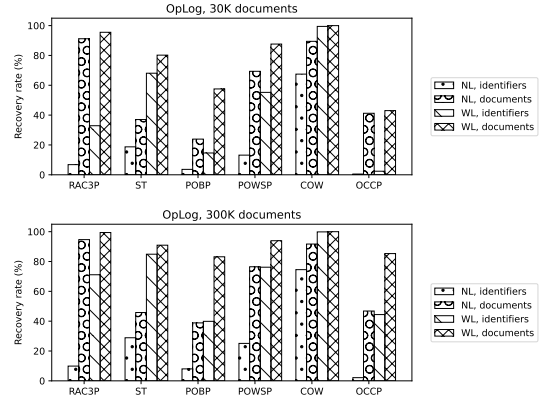 OpLog, 30K documents
100
80
60
40
20
0
Recovery rate (%)
RAC3P ST POBP POWSP COW OCCP
NL, identifiers
NL, documents
WL, identifiers
WL, documents
OpLog, 300K documents
100
80
60
40
20
0
Recovery rate (%)
RAC3P ST POBP POWSP COW OCCP
NL, identifiers
NL, documents
WL, identifiers
WL, documents